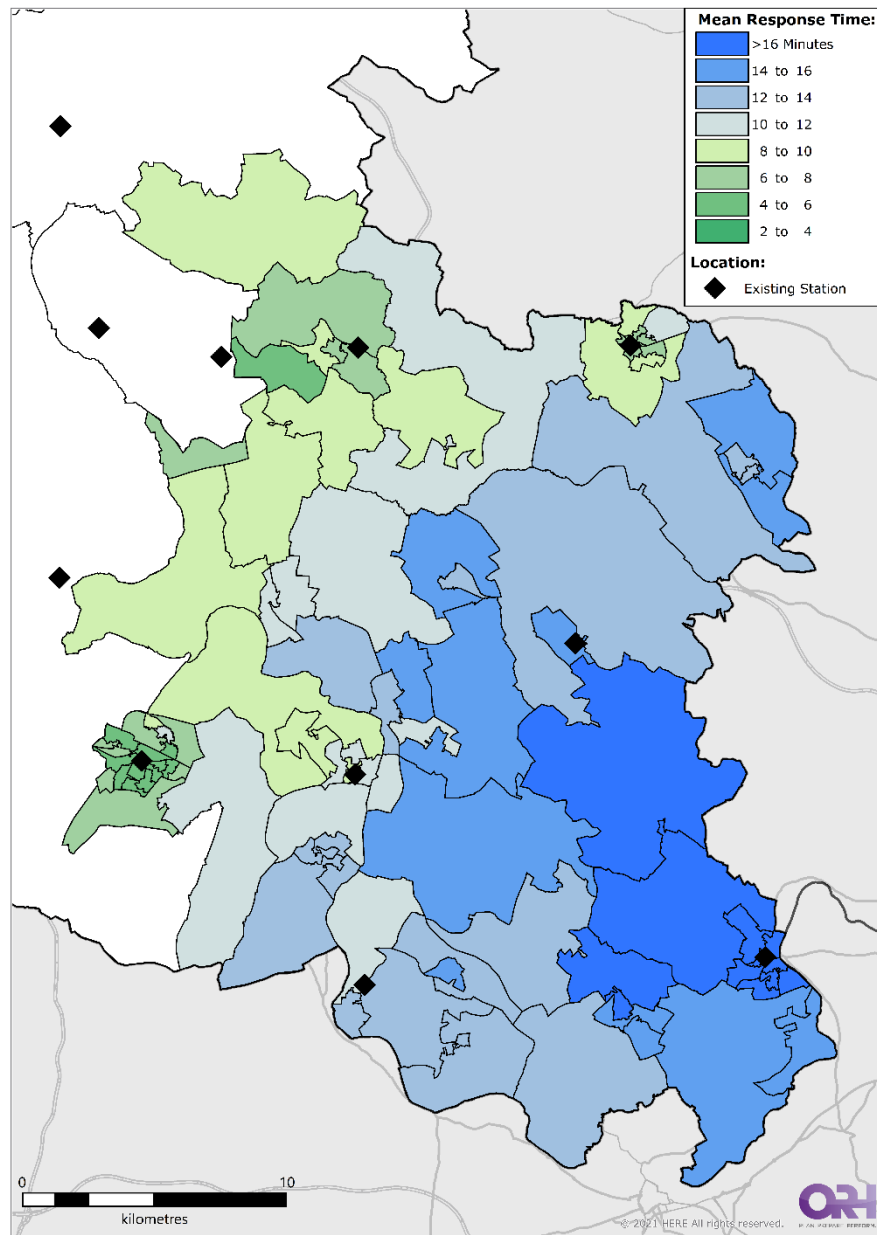 Mean Response Time:
>16 Minutes
14 to 16
12 to 14
10 to 12
8 to 10
6 to 8
4 to 6
2 to 4
Location:
Existing Station
0 10
kilometres
ORH
© 2021 HERE All rights reserved.